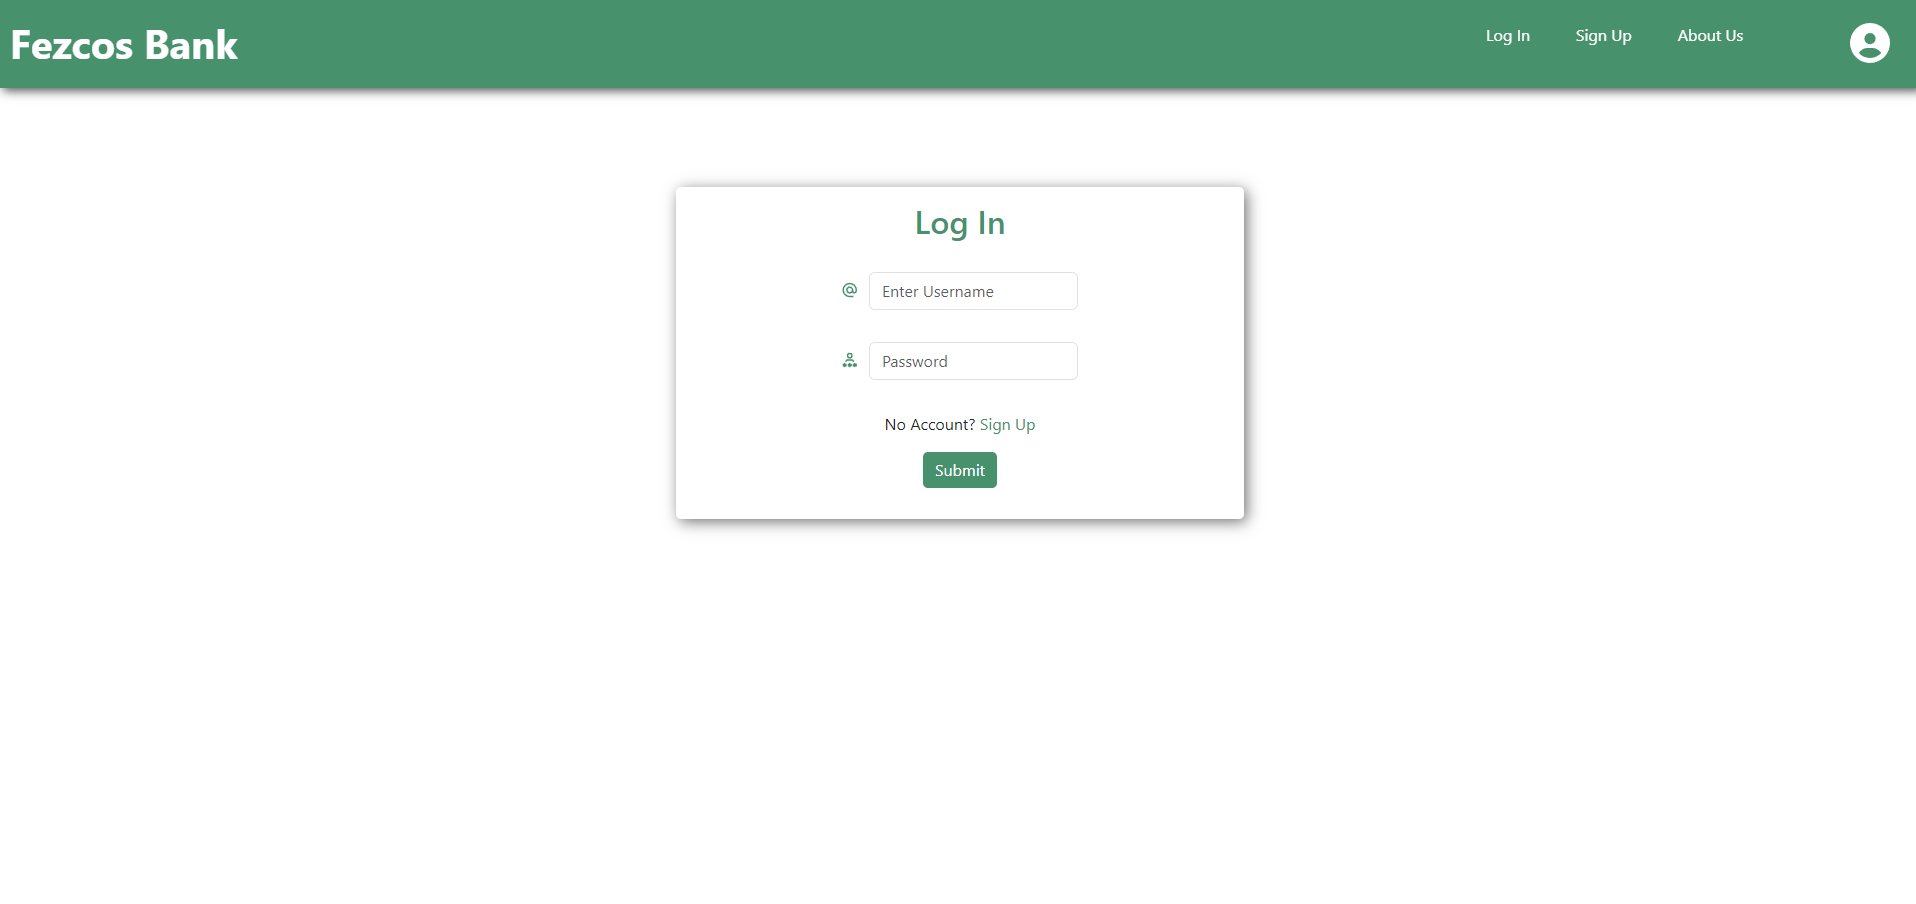 Fezcos Bank
Log In
Sign Up
About Us
Log In
Enter Username
Password
No Account? Sign Up
Submit